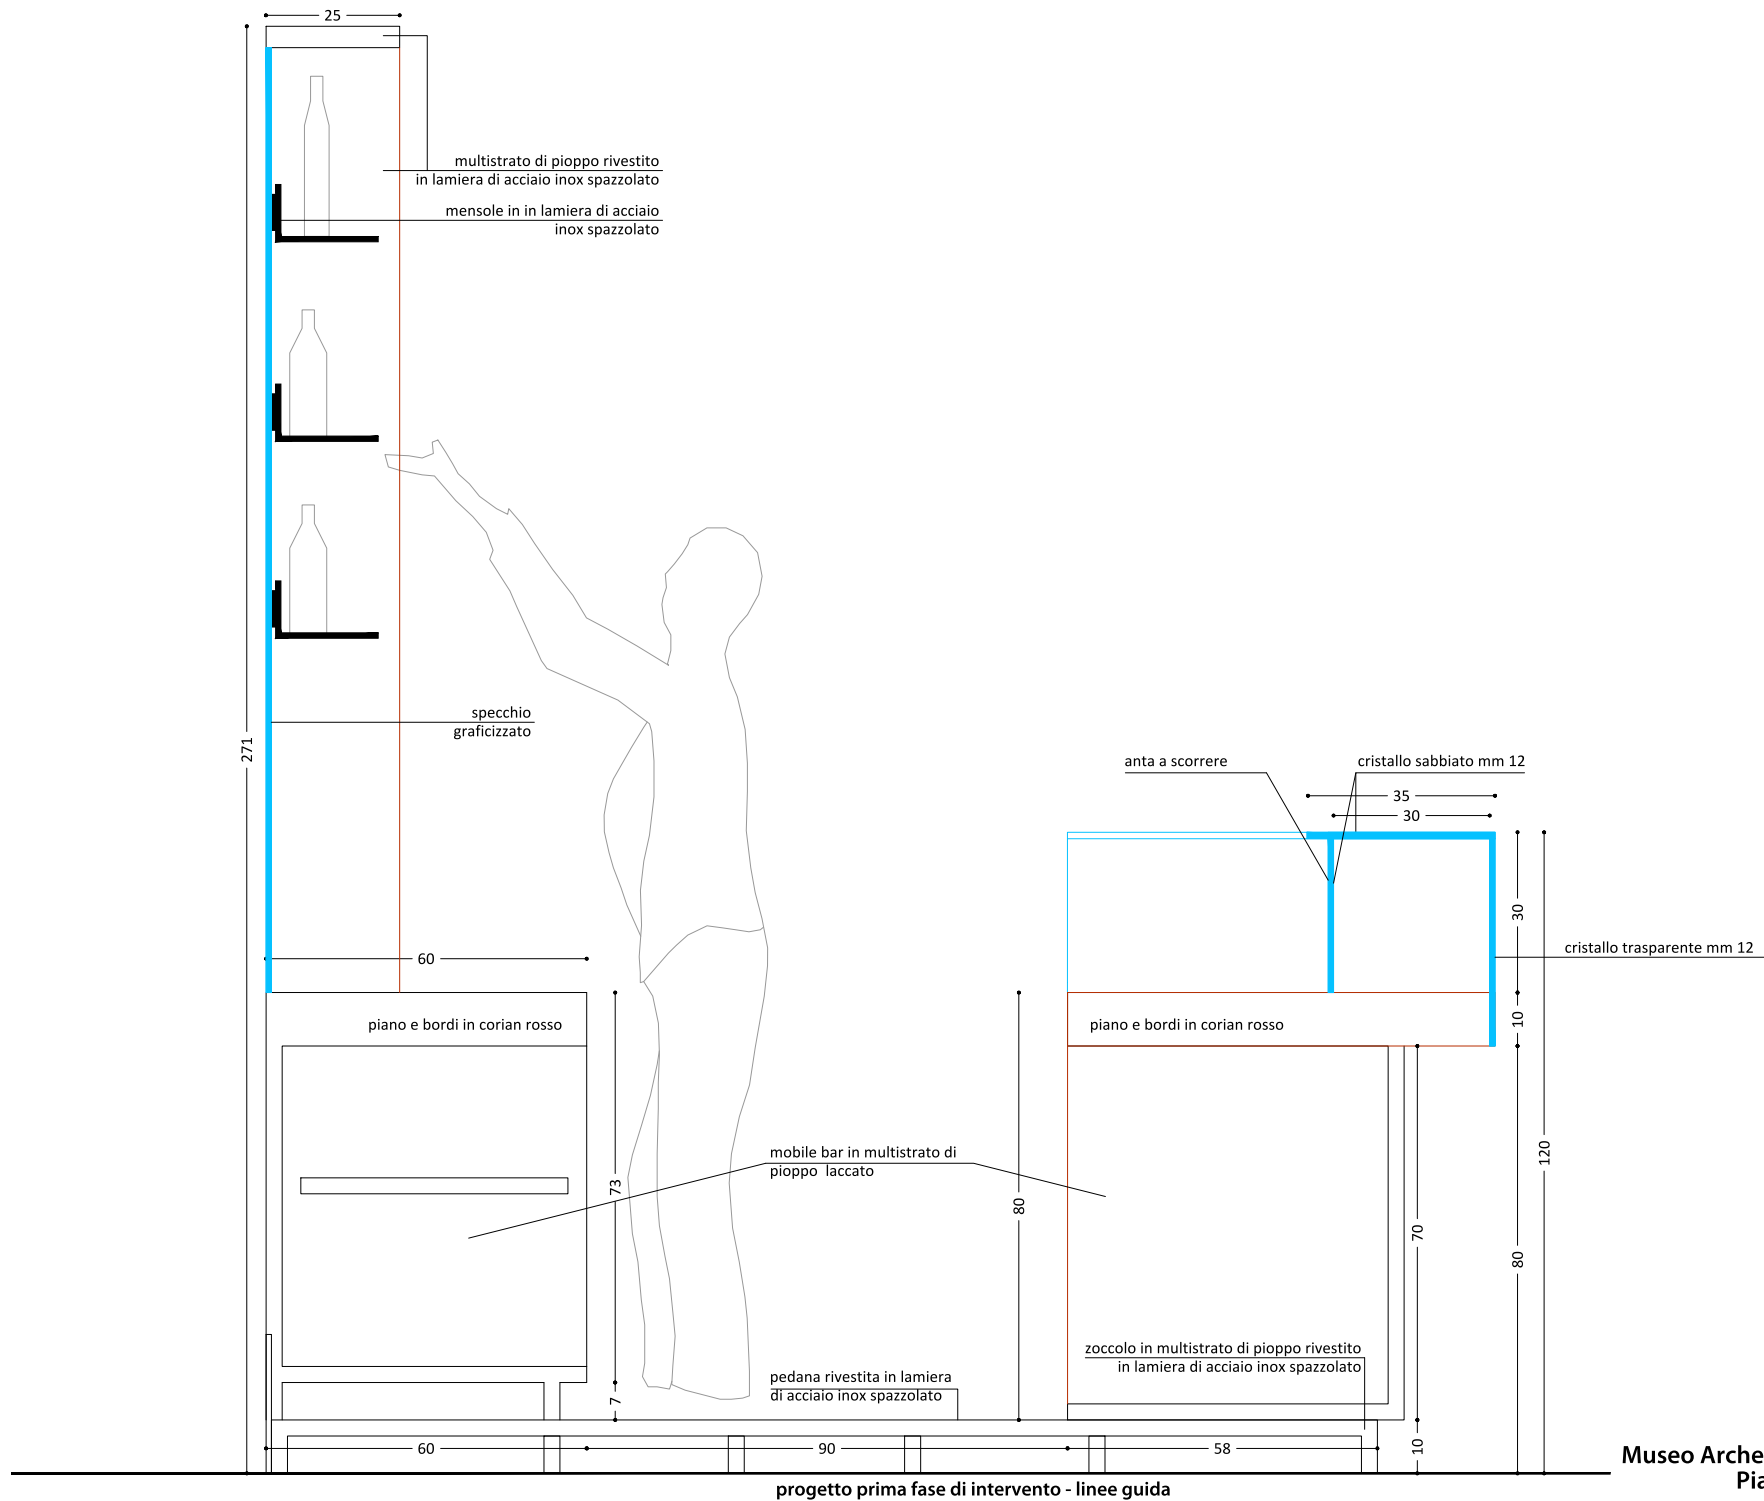 25
multistrato di pioppo rivestito
in lamiera di acciaio inox spazzolato
mensole in in lamiera di acciaio
inox spazzolato
specchio
graficizzato
271
anta a scorrere
cristallo sabbiato mm 12
35
30
30
cristallo trasparente mm 12
60
piano e bordi in corian rosso
piano e bordi in corian rosso
10
mobile bar in multistrato di
pioppo laccato
73
80
70
80
120
zoccolo in multistrato di pioppo rivestito
in lamiera di acciaio inox spazzolato
pedana rivestita in lamiera
di acciaio inox spazzolato
7
60
90
58
10
Museo Arche
Pia
progetto prima fase di intervento - linee guida